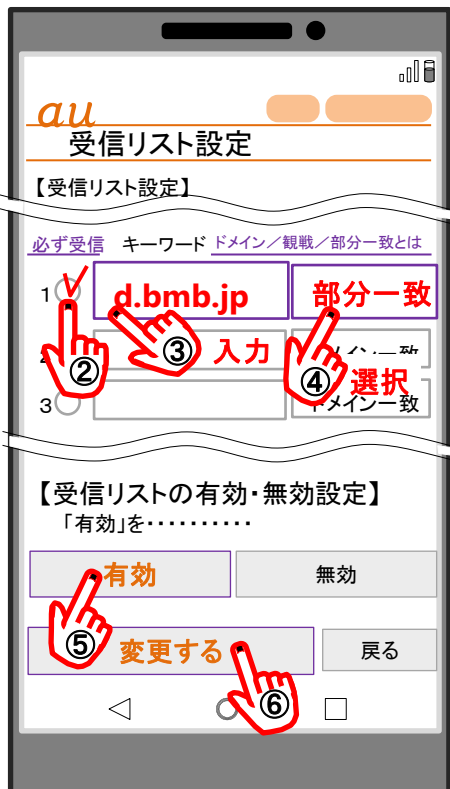 au
受信リスト設定
【受信リスト設定】
必ず受信 キーワード ドメイン／観戦／部分一致とは
1 d.bmb.jp 部分一致
② ③ 入力 ④ 選択
3 ドメイン一致
【受信リストの有効・無効設定】
「有効」を・・・・・・・・・・
有効 無効
⑤ 変更する ⑥ 戻る